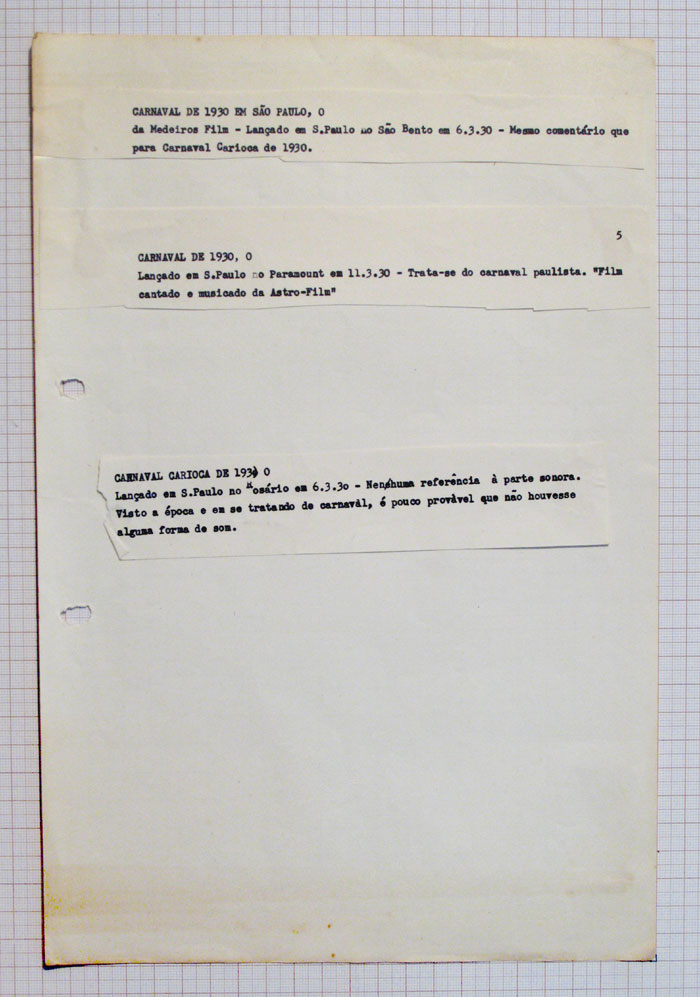 CARNAVAL DE 1930 EM SÃO PAULO, O
da Medeiros Film - Lançado em S.Paulo no São Bento em 6.3.30 - Mesmo comentário que
para Carnaval Carioca de 1930.
5
CARNAVAL DE 1930, O
Lançado em S.Paulo no Paramount em 11.3.30 - Trata-se do carnaval paulista. "Film
cantado e musicado da Astro-Film"
CARNAVAL CARIOCA DE 1930 O
Lançado em S.Paulo no Rosário em 6.3.30 - Nenhuma referência à parte sonora.
Visto a época e em se tratando de carnavál, é pouco provável que não houvesse
alguma forma de som.